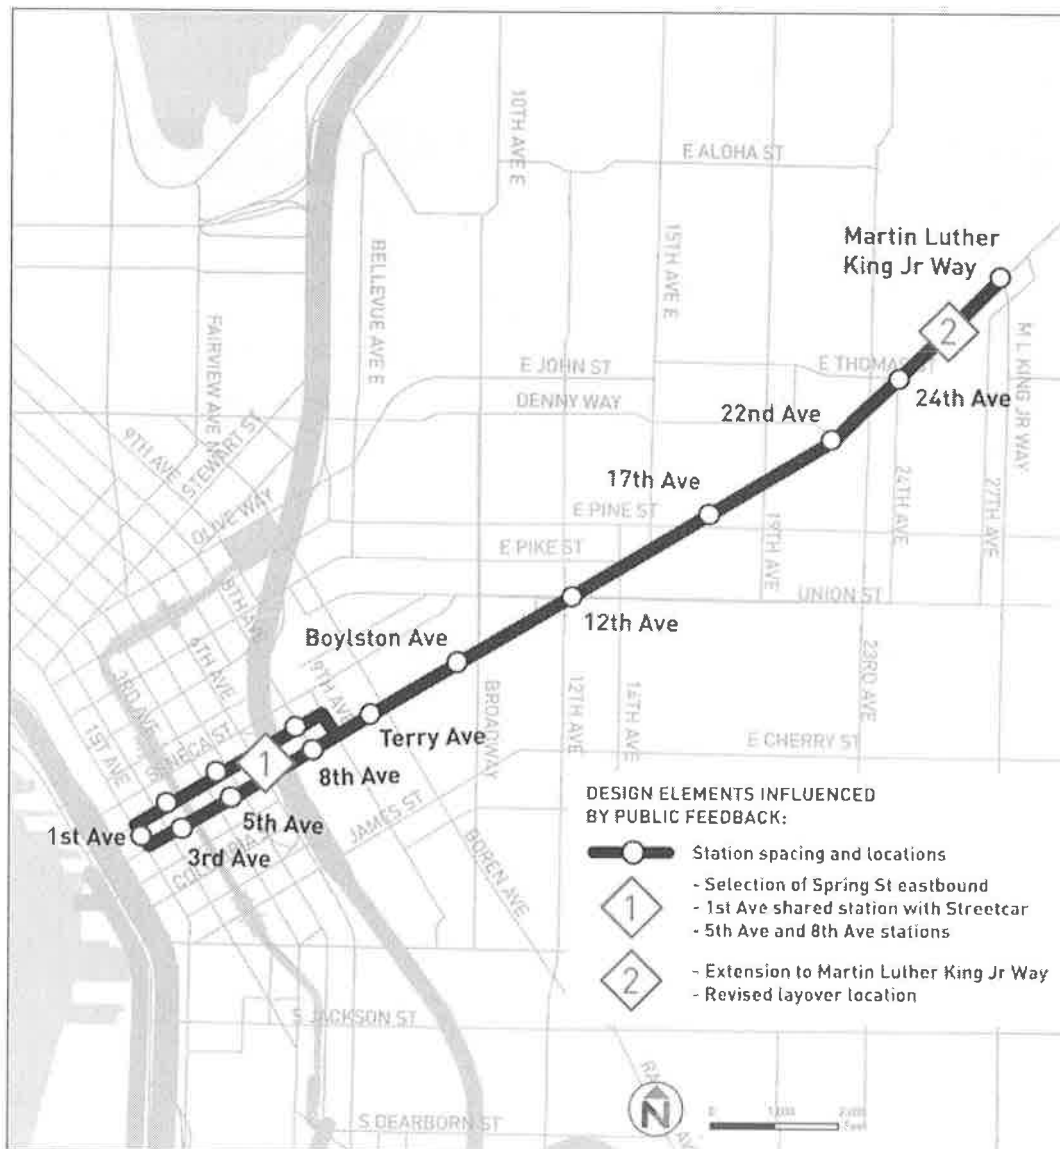 10TH AVE E
E ALOHA ST
15TH AVE E
BELLEVUE AVE E
Martin Luther
King Jr Way
FAIRVIEW AVE N
2
M L KING JR WAY
E JOHN ST
E THOMAS ST
DENNY WAY
24th Ave
22nd Ave
9TH AVE
STEWART ST
17th Ave
24TH AVE
27TH AVE
OLIVE WAY
E PINE ST
19TH AVE
E PIKE ST
UNION ST
8TH AVE
12th Ave
Boylston Ave
6TH AVE
9TH AVE
3RD AVE
23RD AVE
BROADWAY
12TH AVE
14TH AVE
1ST AVE
Terry Ave
E CHERRY ST
1
8th Ave
5th Ave
JAMES ST
1st Ave
3rd Ave
BOREN AVE
DESIGN ELEMENTS INFLUENCED
BY PUBLIC FEEDBACK:
Station spacing and locations
1
- Selection of Spring St eastbound
- 1st Ave shared station with Streetcar
- 5th Ave and 8th Ave stations
2
- Extension to Martin Luther King Jr Way
- Revised layover location
S JACKSON ST
N
0
Feet
S DEARBORN ST